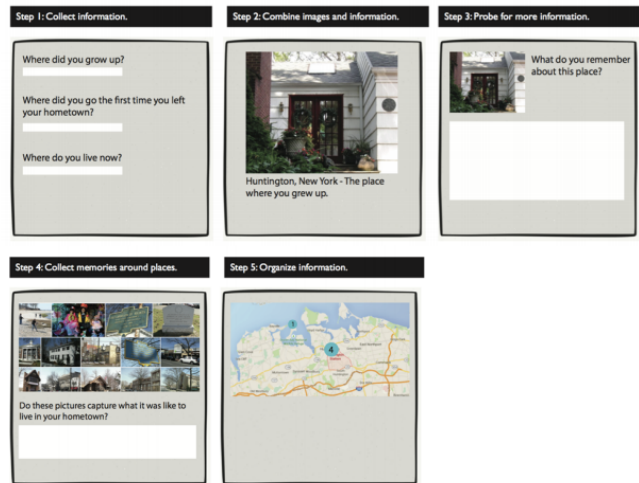 Step 1: Collect information.
Where did you grow up?
Where did you go the first time you left
your hometown?
Where do you live now?
Step 2: Combine images and information.
Huntington, New York - The place
where you grew up.
Step 3: Probe for more information.
What do you remember
about this place?
Step 4: Collect memories around places.
Do these pictures capture what it was like to
live in your hometown?
Step 5: Organize information.
1
4